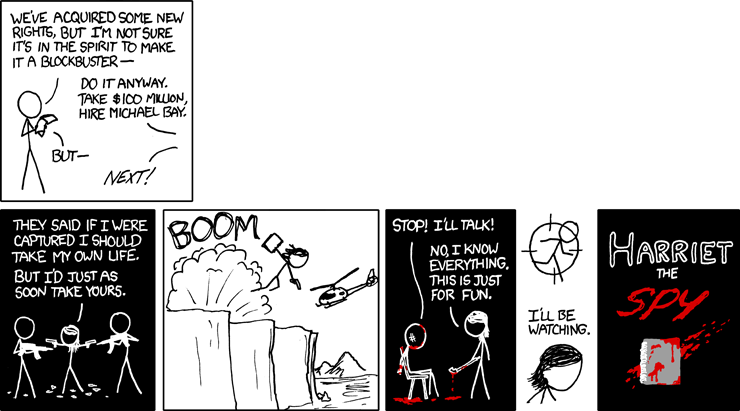 WE'VE ACQUIRED SOME NEW
RIGHTS, BUT I'M NOT SURE
IT'S IN THE SPIRIT TO MAKE
IT A BLOCKBUSTER—
DO IT ANYWAY.
TAKE $100 MILLION,
HIRE MICHAEL BAY.
BUT—
NEXT!
THEY SAID IF I WERE
CAPTURED I SHOULD
TAKE MY OWN LIFE.
BUT I'D JUST AS
SOON TAKE YOURS.
BOOM
STOP! I'LL TALK!
NO, I KNOW
EVERYTHING.
THIS IS JUST
FOR FUN.
I'LL BE
WATCHING.
HARRIET
THE
SPY